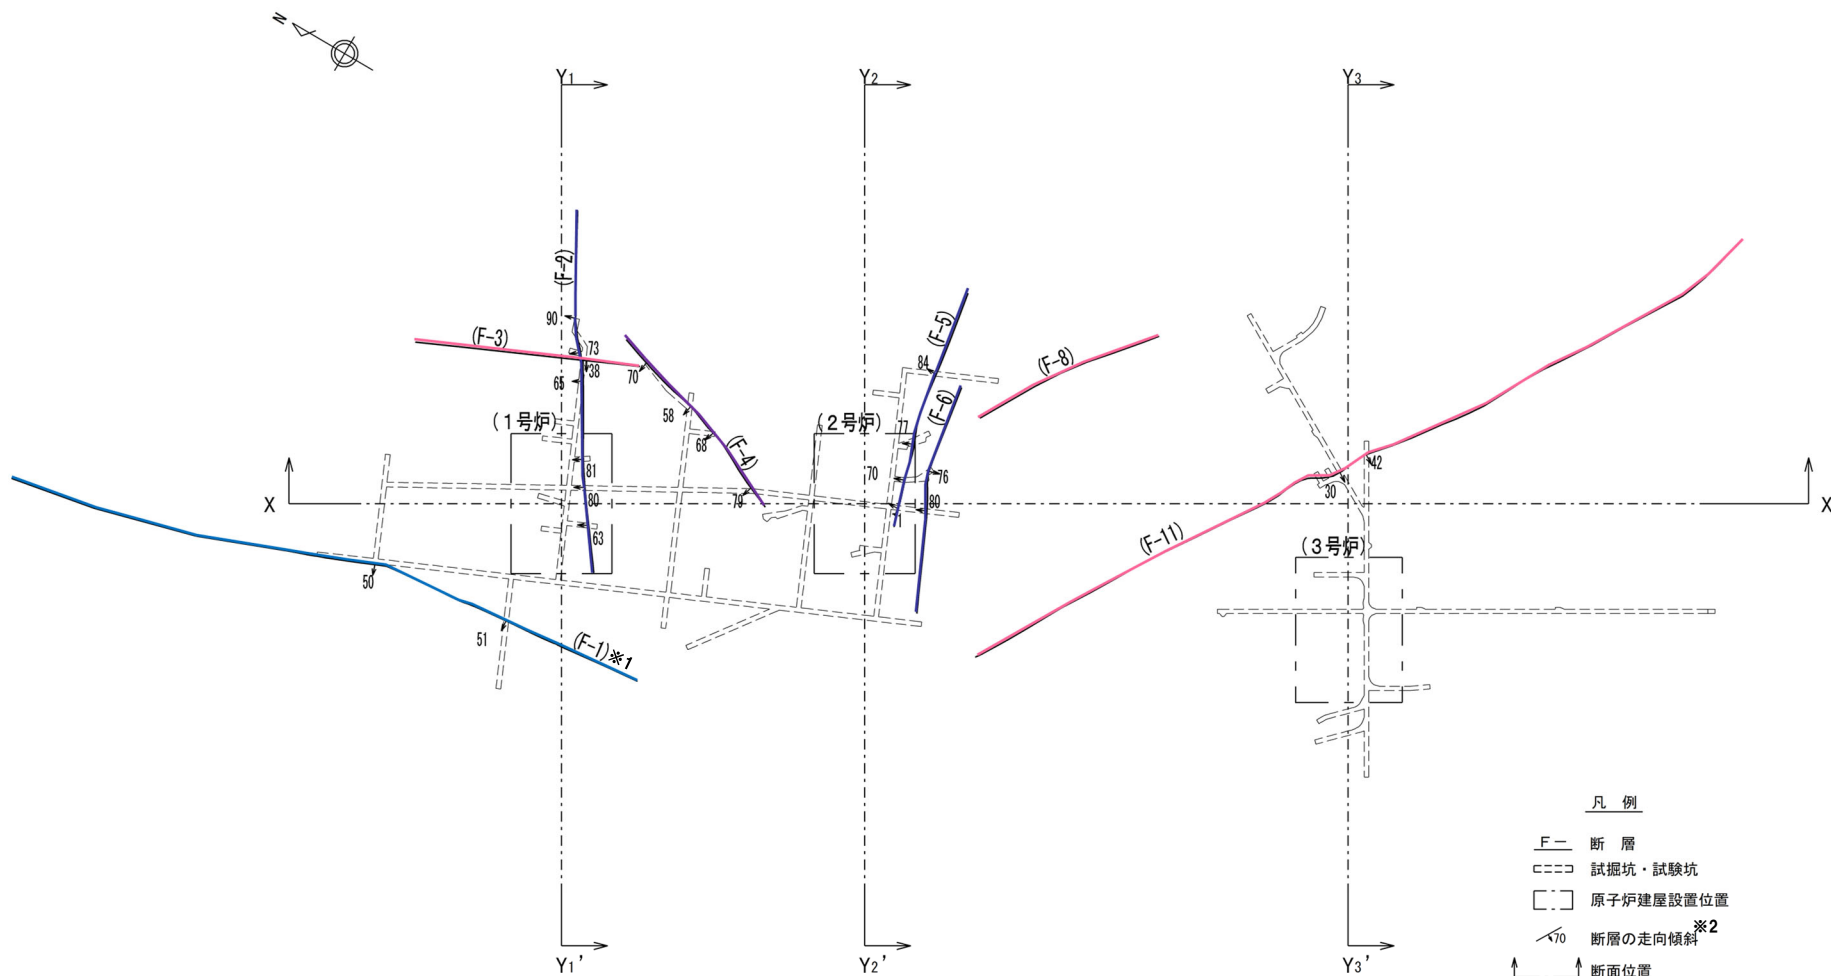 N
Y1
Y2
Y3
(F-2)
90
(F-3)
73
38
65
70
58
68
(F-4)
79
(F-5)
84
(F-6)
77
70
76
80
(F-8)
(1号炉)
(2号炉)
81
80
63
X
X
42
30
(F-11)
(3号炉)
50
51
(F-1)※1
凡 例
F− 断 層
試掘坑・試験坑
原子炉建屋設置位置
70 断層の走向傾斜※2
断面位置
Y1'
Y2'
Y3'